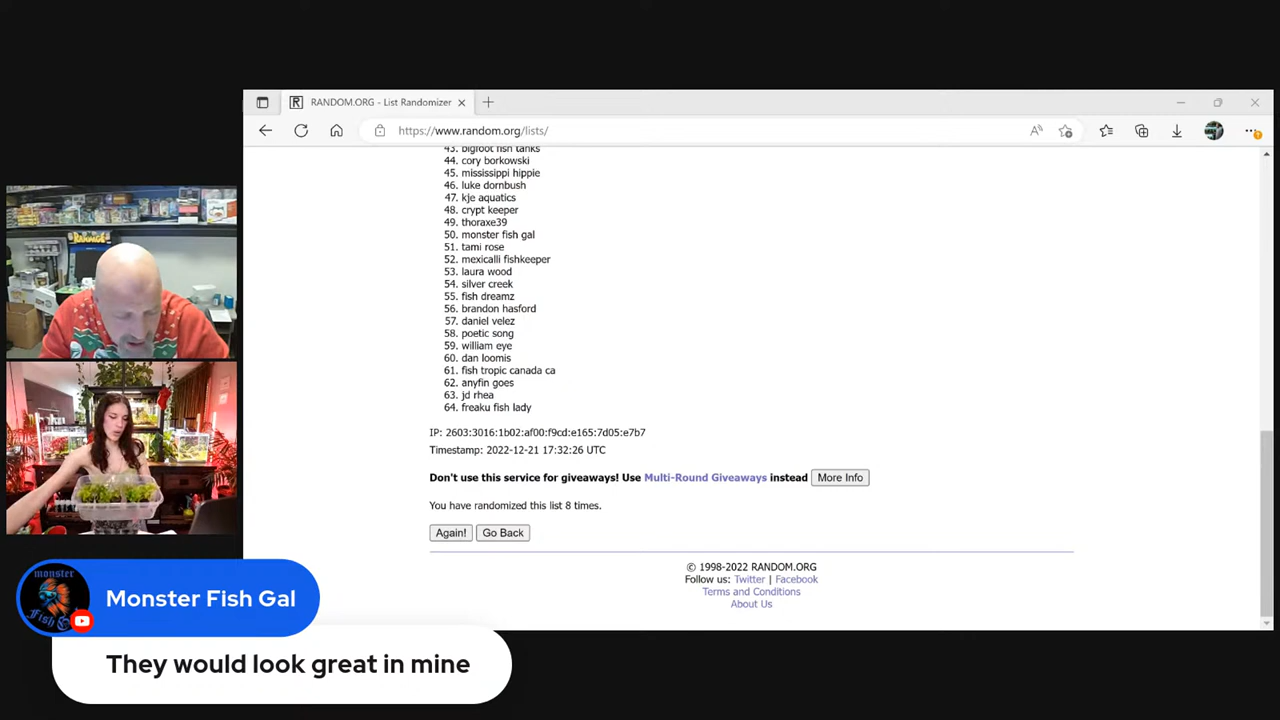 RANDOM.ORG - List Randomizer
https://www.random.org/lists/
43. bigfoot fish tanks
44. cory borkowski
45. mississippi hippie
46. luke dornbush
47. kje aquatics
48. crypt keeper
49. thoraxe39
50. monster fish gal
51. tami rose
52. mexicalli fishkeeper
53. laura wood
54. silver creek
55. fish dreamz
56. brandon hasford
57. daniel velez
58. poetic song
59. william eye
60. dan loomis
61. fish tropic canada ca
62. anyfin goes
63. jd rhea
64. freaku fish lady
IP: 2603:3016:1b02:af00:f9cd:e165:7d05:e7b7
Timestamp: 2022-12-21 17:32:26 UTC
Don't use this service for giveaways! Use Multi-Round Giveaways instead More Info
You have randomized this list 8 times.
Again! Go Back
© 1998-2022 RANDOM.ORG
Follow us: Twitter | Facebook
Terms and Conditions
About Us
monster
Monster Fish Gal
They would look great in mine